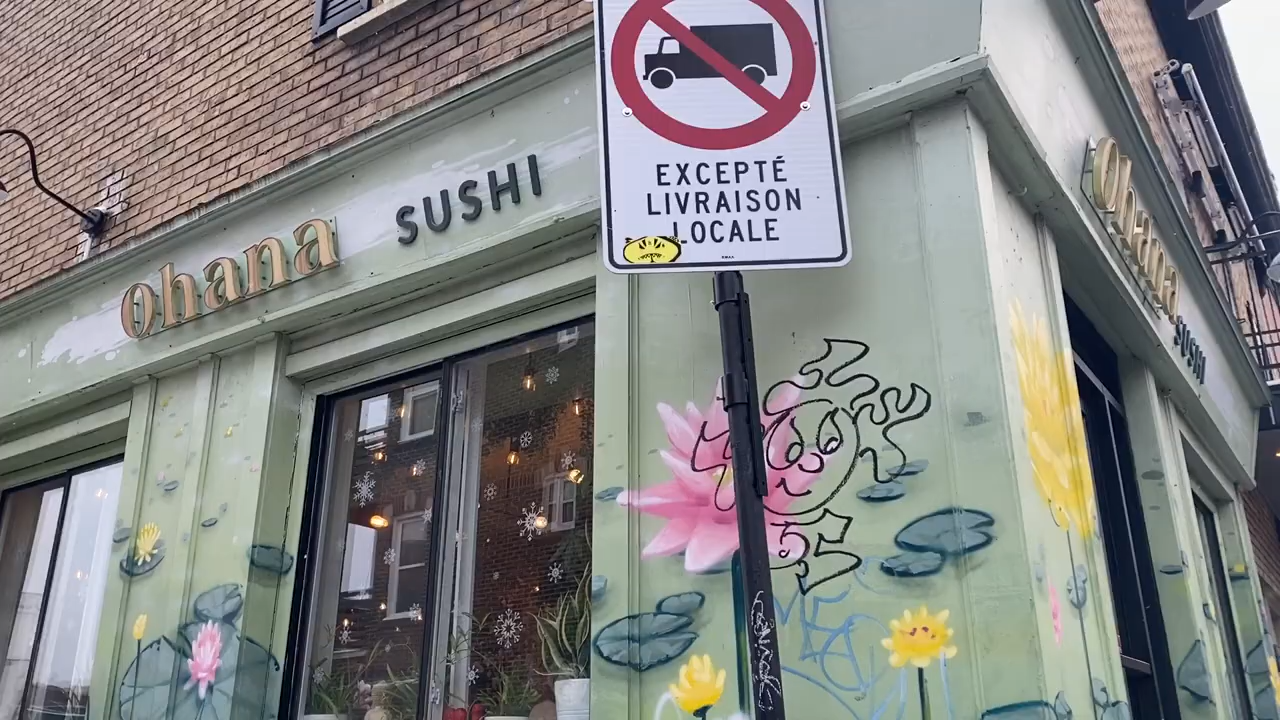 Ohana SUSHI
EXCEPTÉ
LIVRAISON
LOCALE
Ohana
SUSHI